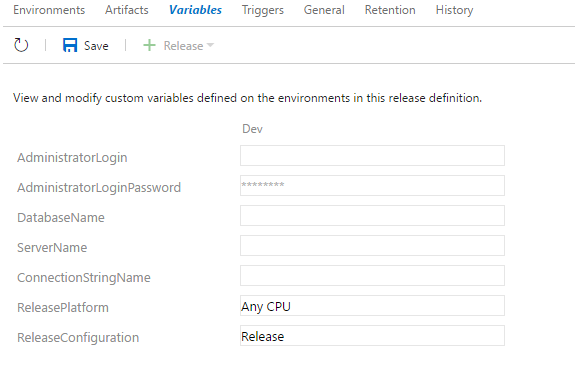 Environments Artifacts Variables Triggers General Retention History
Save Release
View and modify custom variables defined on the environments in this release definition.
Dev
AdministratorLogin
AdministratorLoginPassword ********
DatabaseName
ServerName
ConnectionStringName
ReleasePlatform Any CPU
ReleaseConfiguration Release